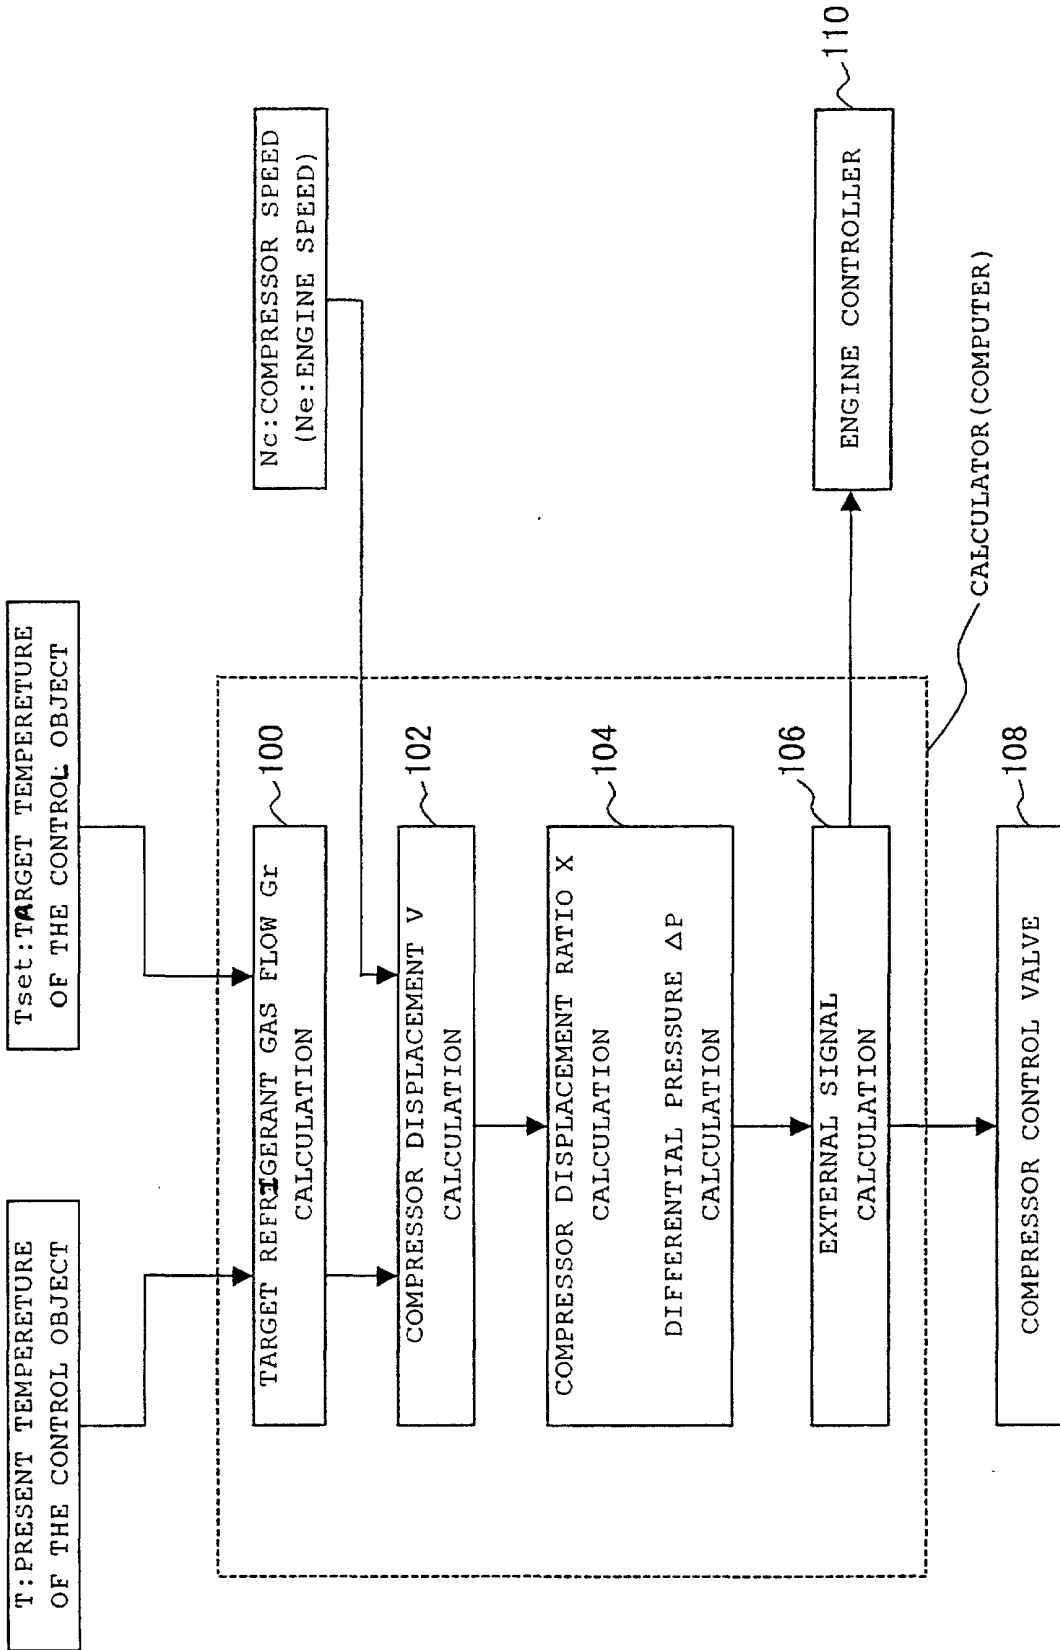 T:PRESENT TEMPERETURE
OF THE CONTROL OBJECT
Tset:TARGET TEMPERETURE
OF THE CONTROL OBJECT
TARGET REFRIGERANT GAS FLOW Gr
CALCULATION
100
Nc:COMPRESSOR SPEED
(Ne:ENGINE SPEED)
COMPRESSOR DISPLACEMENT V
CALCULATION
102
COMPRESSOR DISPLACEMENT RATIO X
CALCULATION
DIFFERENTIAL PRESSURE ΔP
CALCULATION
104
EXTERNAL SIGNAL
CALCULATION
106
ENGINE CONTROLLER
110
CALCULATOR(COMPUTER)
COMPRESSOR CONTROL VALVE
108